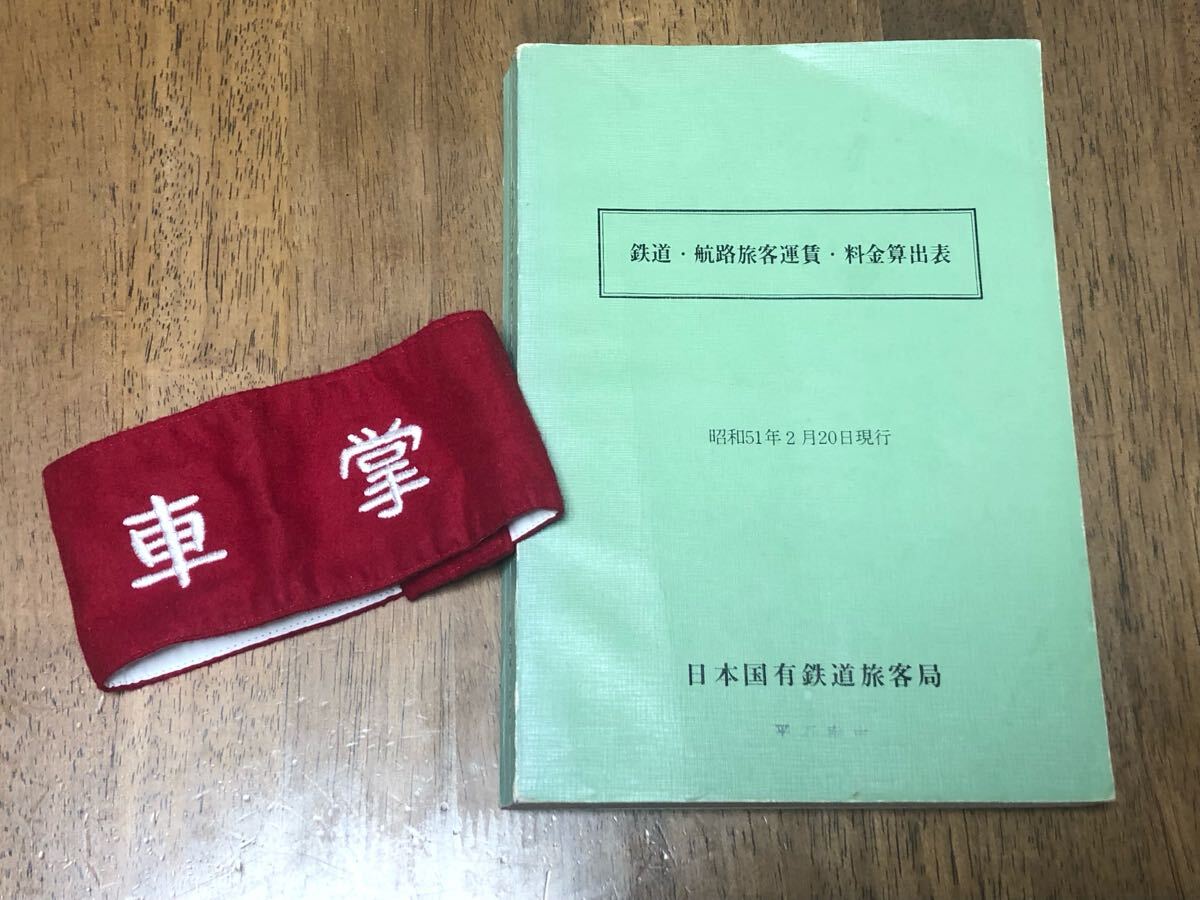 車掌
鉄道・航路旅客運賃・料金算出表
昭和51年2月20日現行
日本国有鉄道旅客局